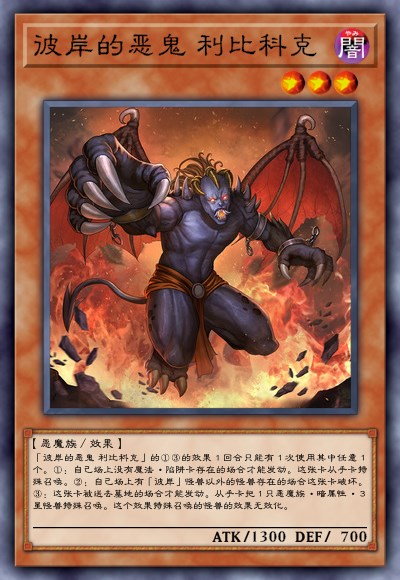 彼岸的恶鬼 利比科克
闇
やみ
【恶魔族/效果】
「彼岸的恶鬼 利比科克」的①③的效果1回合只能有1次使用其中任意1
个。①：自己场上没有魔法·陷阱卡存在的场合才能发动。这张卡从手卡特
殊召唤。②：自己场上有「彼岸」怪兽以外的怪兽存在的场合这张卡破坏。
③：这张卡被送去墓地的场合才能发动。从手卡把1只恶魔族·暗属性·3
星怪兽特殊召唤。这个效果特殊召唤的怪兽的效果无效化。
ATK/1300 DEF/ 700